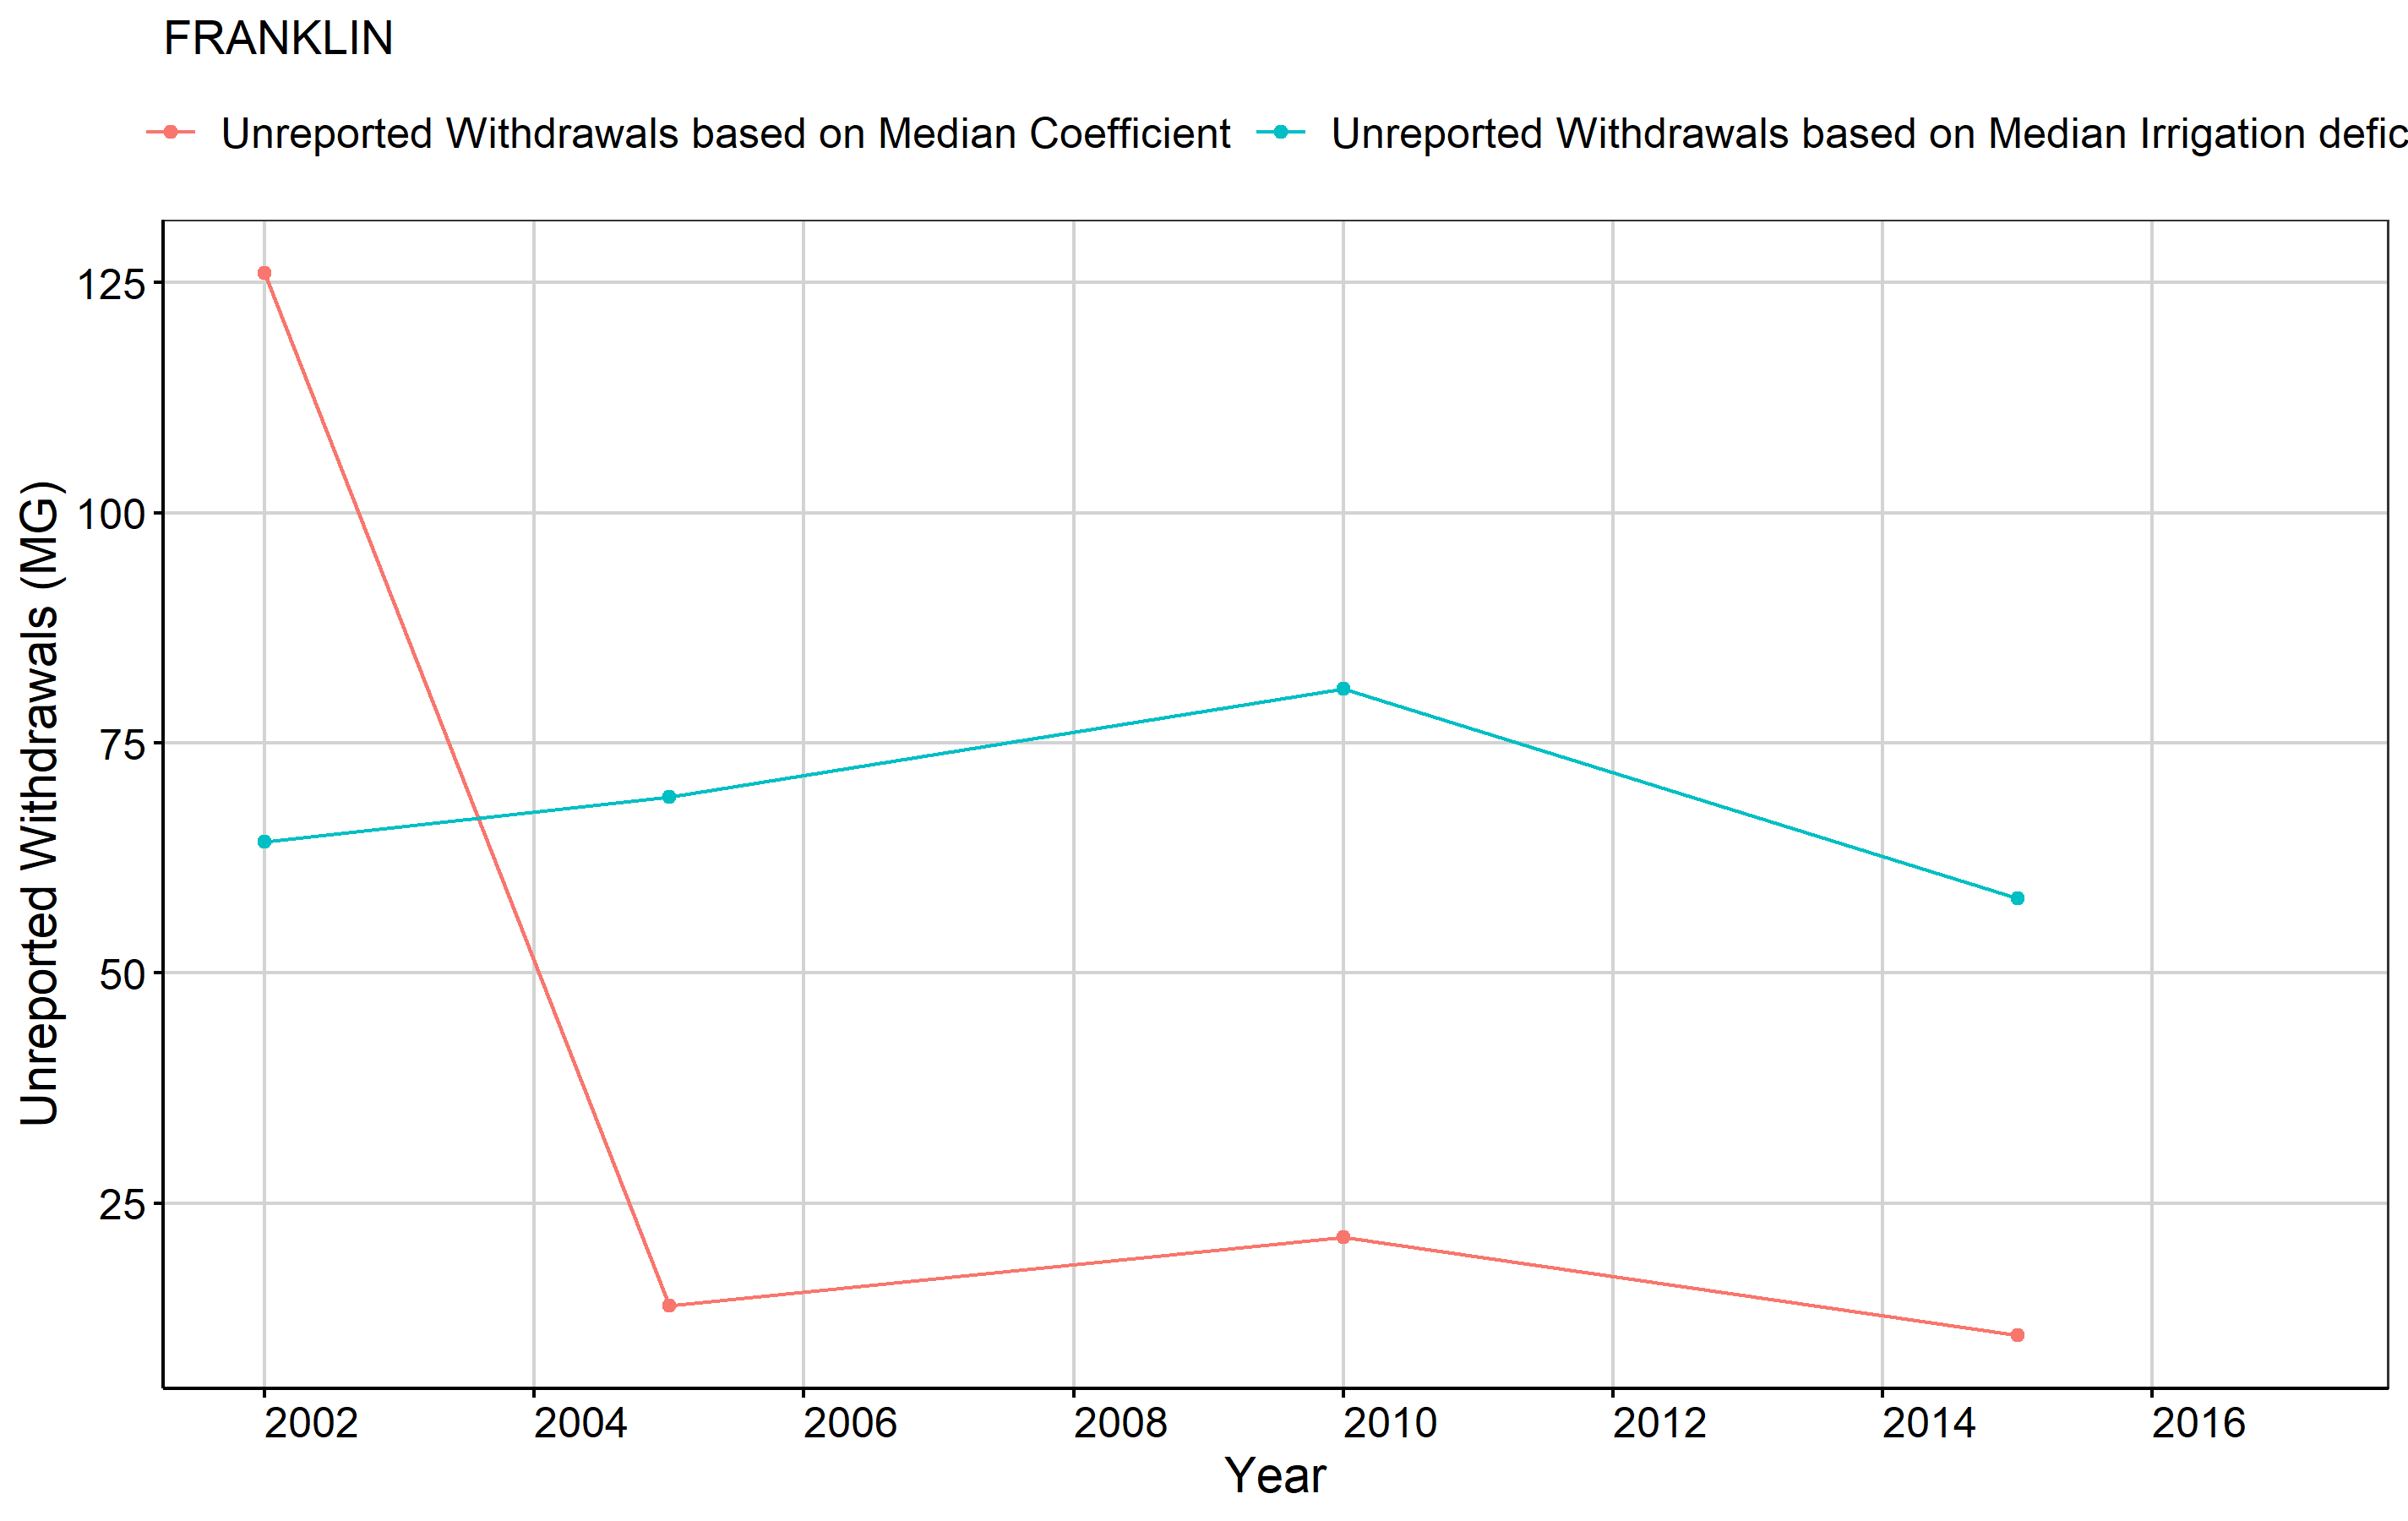 FRANKLIN
Unreported Withdrawals based on Median Coefficient Unreported Withdrawals based on Median Irrigation defic
Unreported Withdrawals (MG)
125
100
75
50
25
2002 2004 2006 2008 2010 2012 2014 2016
Year